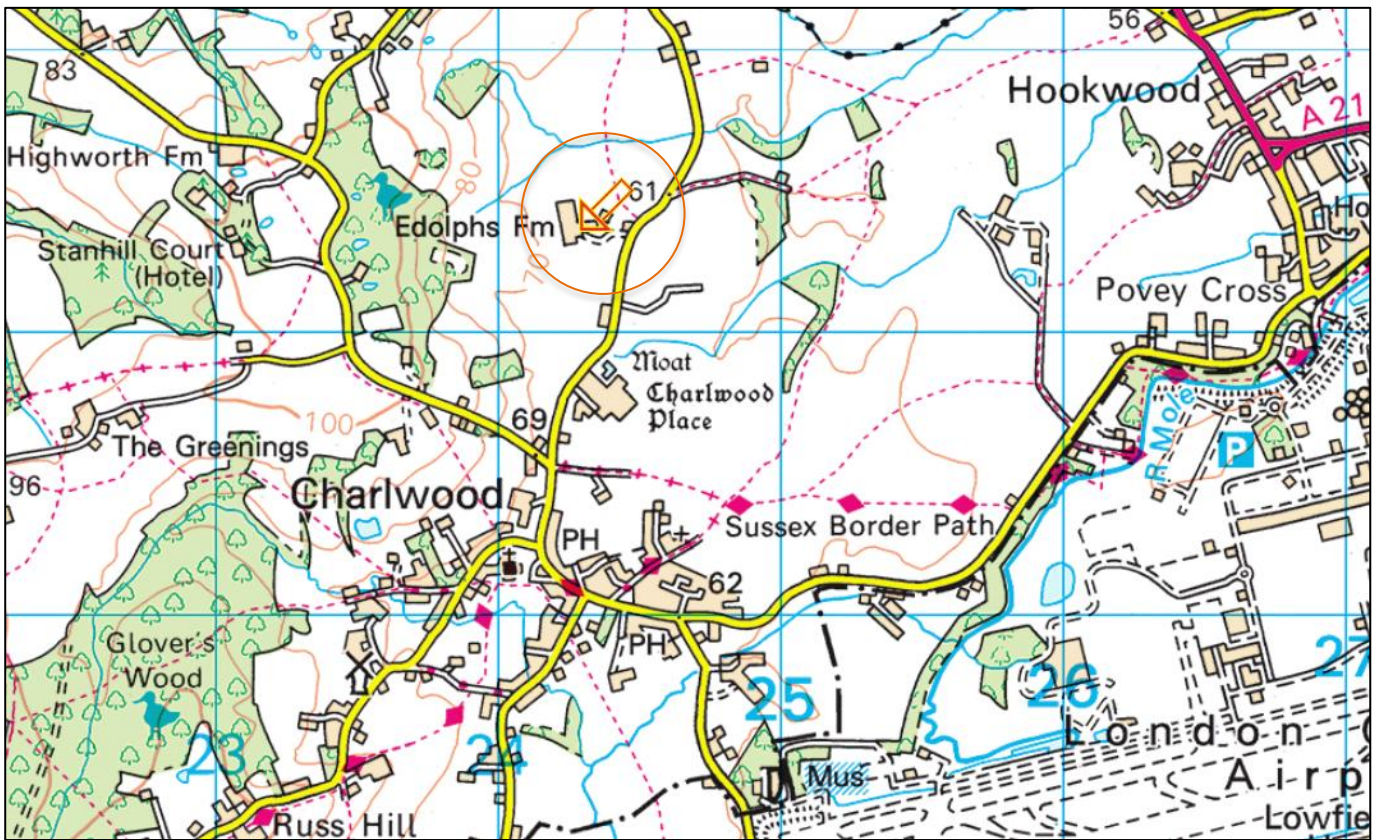 56
83
Hookwood
A 21
Highworth Fm
80
61
Edolphs Fm
Ho
Stanhill Court
(Hotel)
70
Povey Cross
Moat
Charlwood
Place
R Mole
69
100
The Greenings
P
96
Charlwood
Sussex Border Path
PH
62
Glover's
Wood
PH
27
25
26
23
24
London
Mus
Airp
Russ Hill
Lowfie